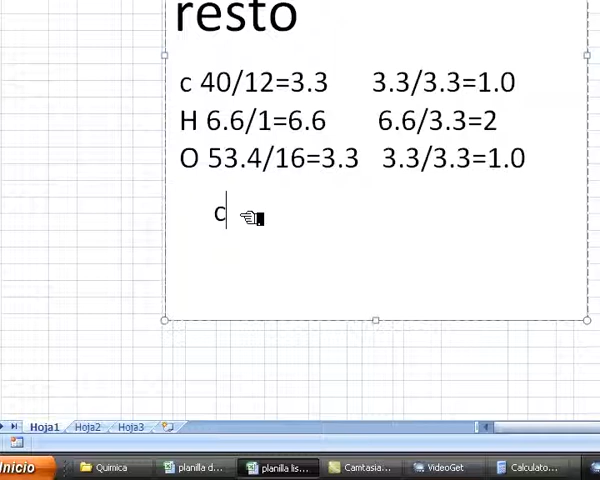 resto
c 40/12=3.3 3.3/3.3=1.0
H 6.6/1=6.6 6.6/3.3=2
O 53.4/16=3.3 3.3/3.3=1.0
c
Hoja1 Hoja2 Hoja3
Inicio Quimica planilla d... planilla lis... Camtasia... VideoGet Calculato...